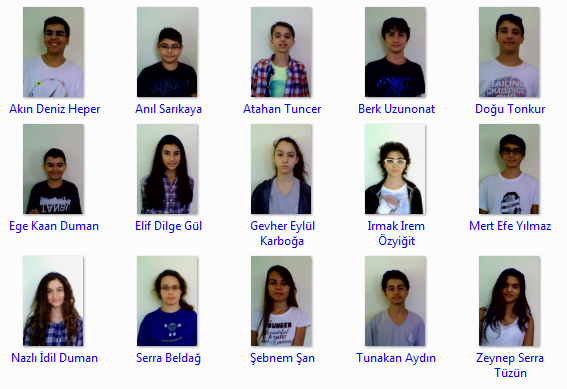 Akın Deniz Heper
Anıl Sarıkaya
Atahan Tuncer
Berk Uzunonat
Doğu Tonkur
Ege Kaan Duman
Elif Dilge Gül
Gevher Eylül
Karboğa
Irmak Irem
Özyiğit
Mert Efe Yılmaz
Nazlı İdil Duman
Serra Beldağ
Şebnem Şan
Tunakan Aydın
Zeynep Serra
Tüzün